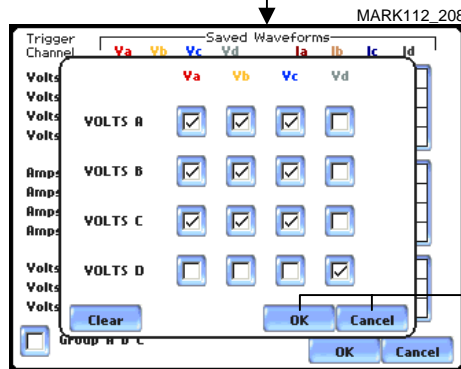 MARK112_208
Trigger Saved Waveforms
Channel Va Vb Vc Vd Ia Ib Ic Id
Volts Va Vb Vc Vd
Volts
Volts VOLTS A
Volts
Amps VOLTS B
Amps
Amps VOLTS C
Amps
Volts VOLTS D
Volts
Volts Clear OK Cancel
Group A B C
OK Cancel